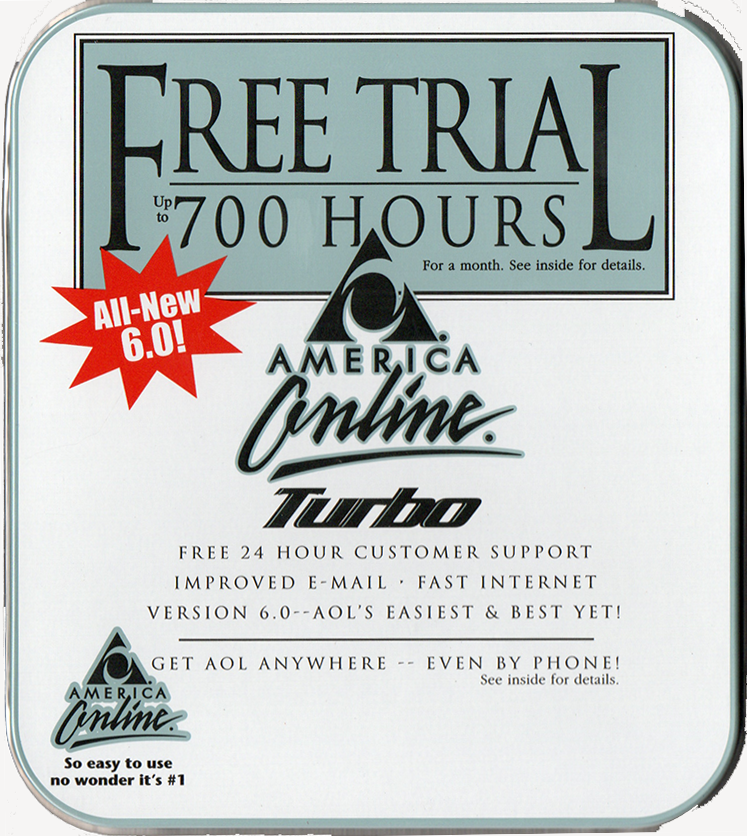 FREE TRIAL
Up to 700 HOURS
For a month. See inside for details.
All-New
6.0!
AMERICA
Online.
Turbo
FREE 24 HOUR CUSTOMER SUPPORT
IMPROVED E-MAIL · FAST INTERNET
VERSION 6.0--AOL'S EASIEST & BEST YET!
GET AOL ANYWHERE -- EVEN BY PHONE!
See inside for details.
AMERICA
Online.
So easy to use
no wonder it's #1